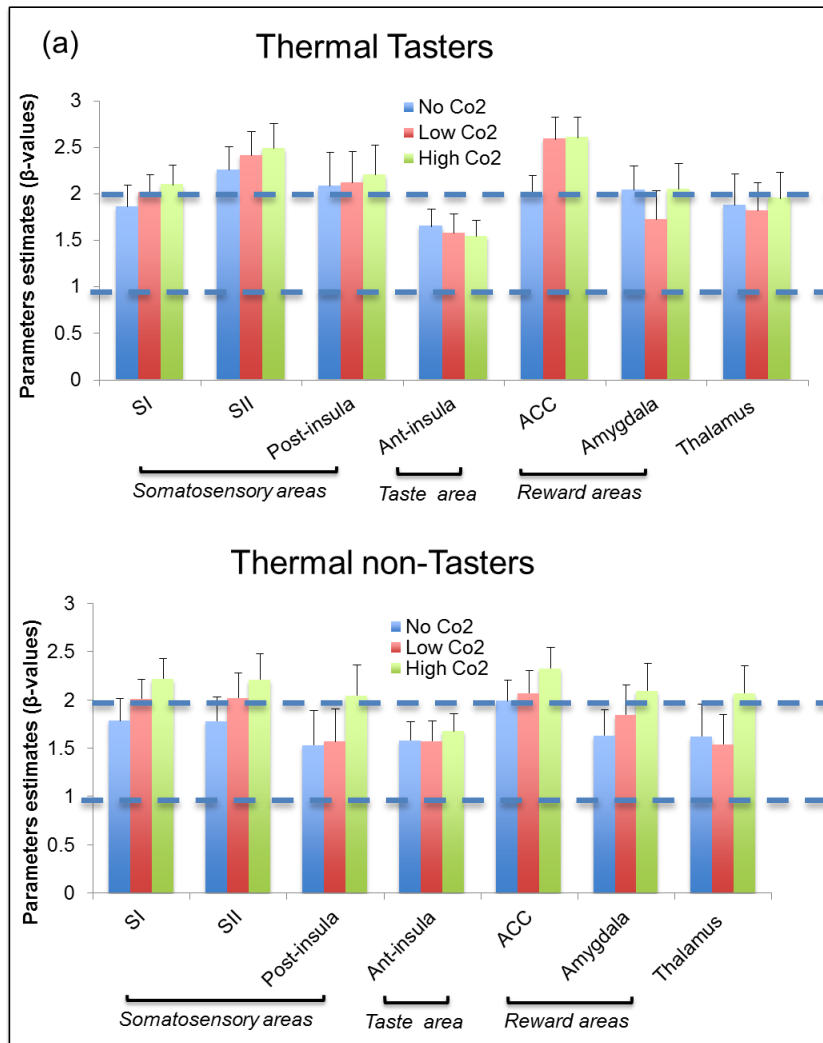 (a)
Thermal Tasters
No Co2
Low Co2
High Co2
Parameters estimates (β-values)
3
2.5
2
1.5
1
0.5
0
SI
SII
Post-insula
Ant-insula
ACC
Amygdala
Thalamus
Somatosensory areas
Taste area
Reward areas
Thermal non-Tasters
No Co2
Low Co2
High Co2
Parameters estimates (β-values)
3
2.5
2
1.5
1
0.5
0
SI
SII
Post-insula
Ant-insula
ACC
Amygdala
Thalamus
Somatosensory areas
Taste area
Reward areas